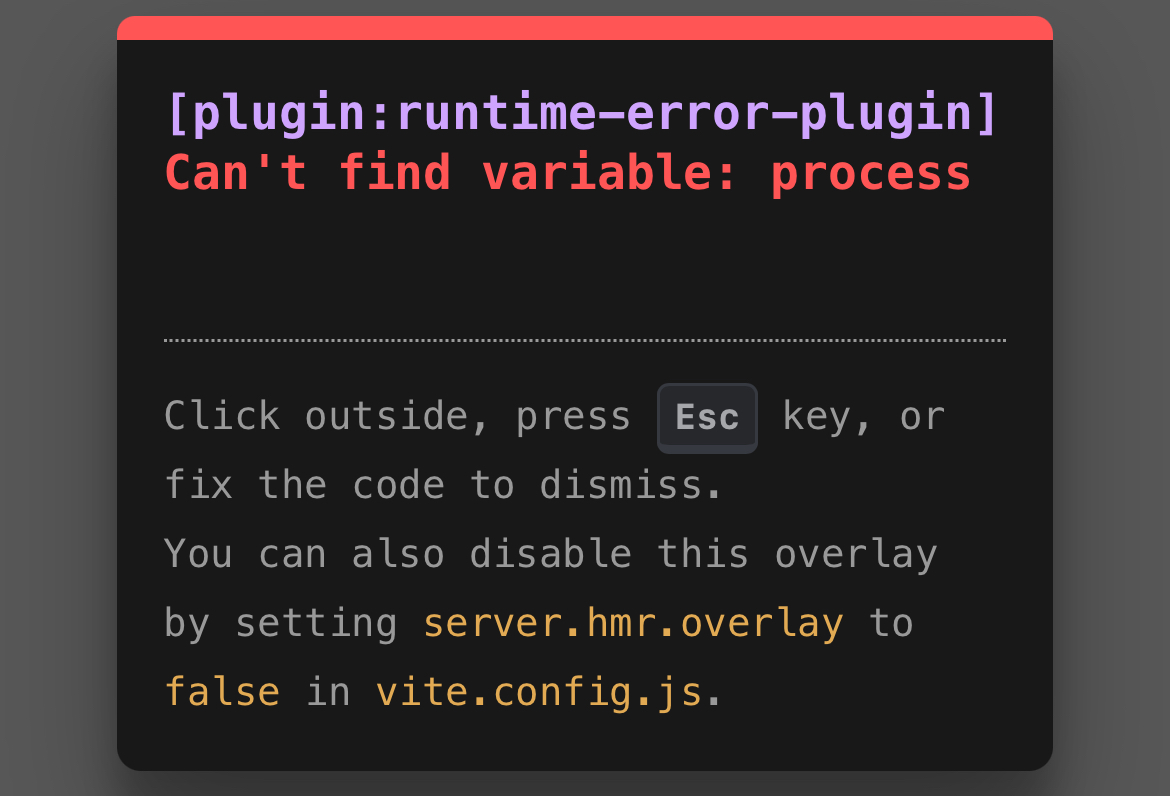 [plugin:runtime-error-plugin]
Can't find variable: process
Click outside, press Esc key, or
fix the code to dismiss.
You can also disable this overlay
by setting server.hmr.overlay to
false in vite.config.js.